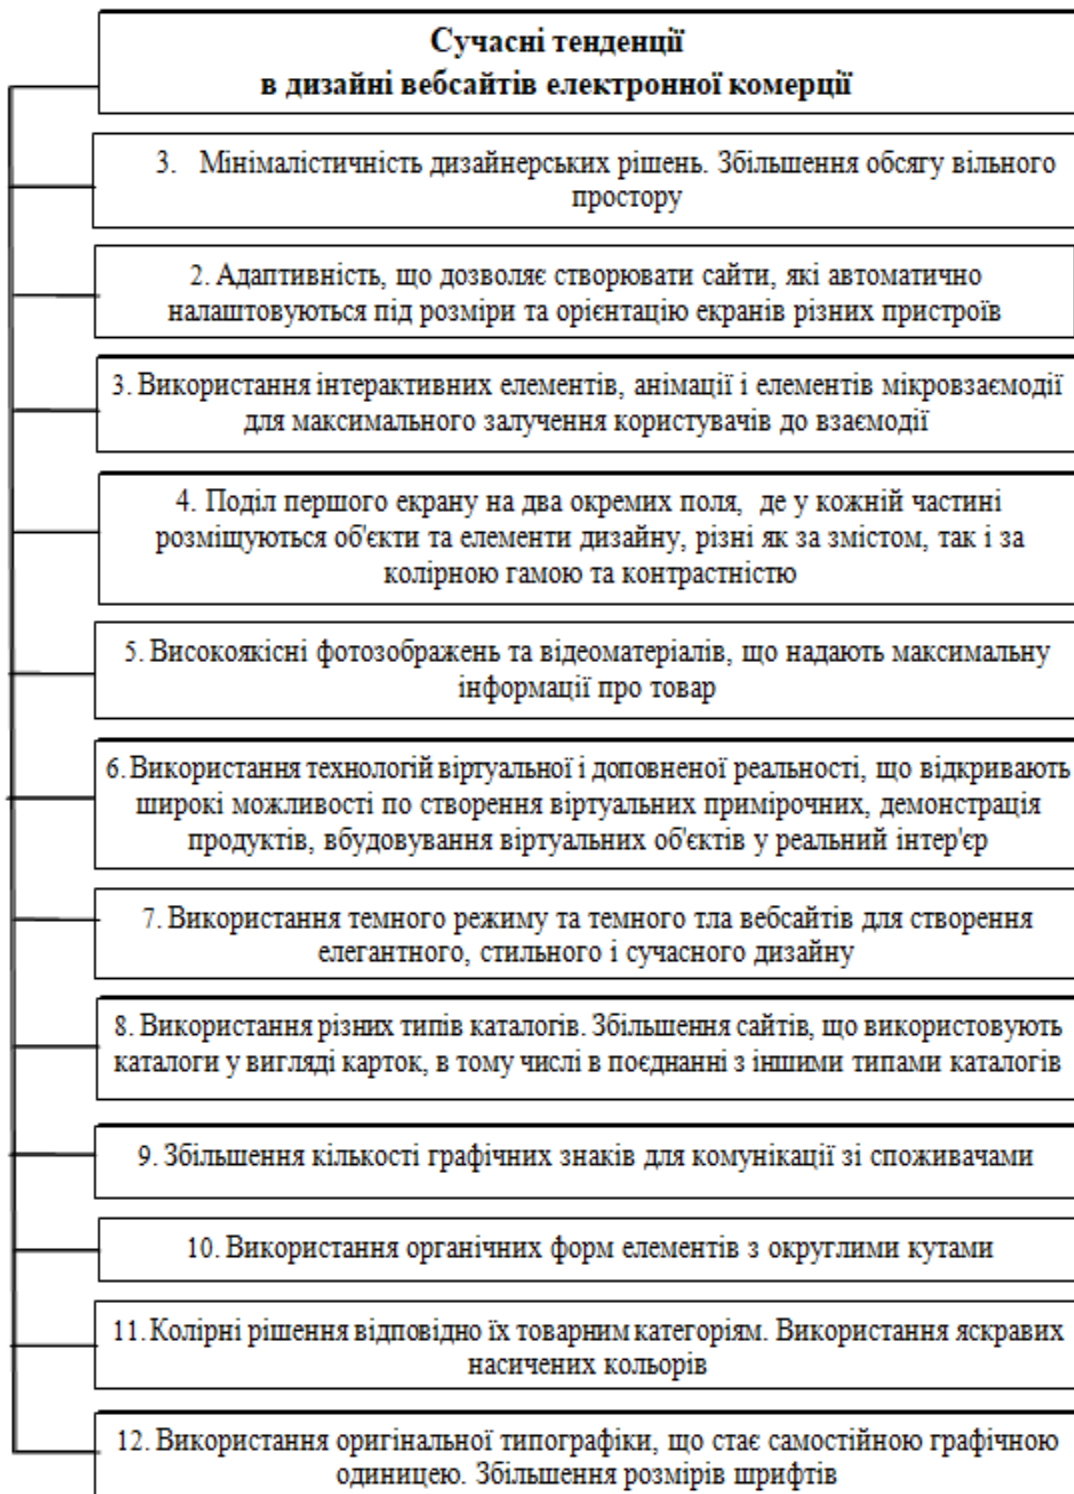 Сучасні тенденції
в дизайні вебсайтів електронної комерції
3. Мінімалістичність дизайнерських рішень. Збільшення обсягу вільного
простору
2. Адаптивність, що дозволяє створювати сайти, які автоматично
налаштовуються під розміри та орієнтацію екранів різних пристроїв
3. Використання інтерактивних елементів, анімації і елементів мікровзаємодії
для максимального залучення користувачів до взаємодії
4. Поділ першого екрану на два окремих поля, де у кожній частині
розміщуються об'єкти та елементи дизайну, різні як за змістом, так і за
колірною гамою та контрастністю
5. Високоякісні фотозображень та відеоматеріалів, що надають максимальну
інформації про товар
6. Використання технологій віртуальної і доповненої реальності, що відкривають
широкі можливості по створення віртуальних примірочних, демонстрація
продуктів, вбудовування віртуальних об'єктів у реальний інтер'єр
7. Використання темного режиму та темного тла вебсайтів для створення
елегантного, стильного і сучасного дизайну
8. Використання різних типів каталогів. Збільшення сайтів, що використовують
каталоги у вигляді карток, в тому числі в поєднанні з іншими типами каталогів
9. Збільшення кількості графічних знаків для комунікації зі споживачами
10. Використання органічних форм елементів з округлими кутами
11. Колірні рішення відповідно їх товарним категоріям. Використання яскравих
насичених кольорів
12. Використання оригінальної типографіки, що стає самостійною графічною
одиницею. Збільшення розмірів шрифтів